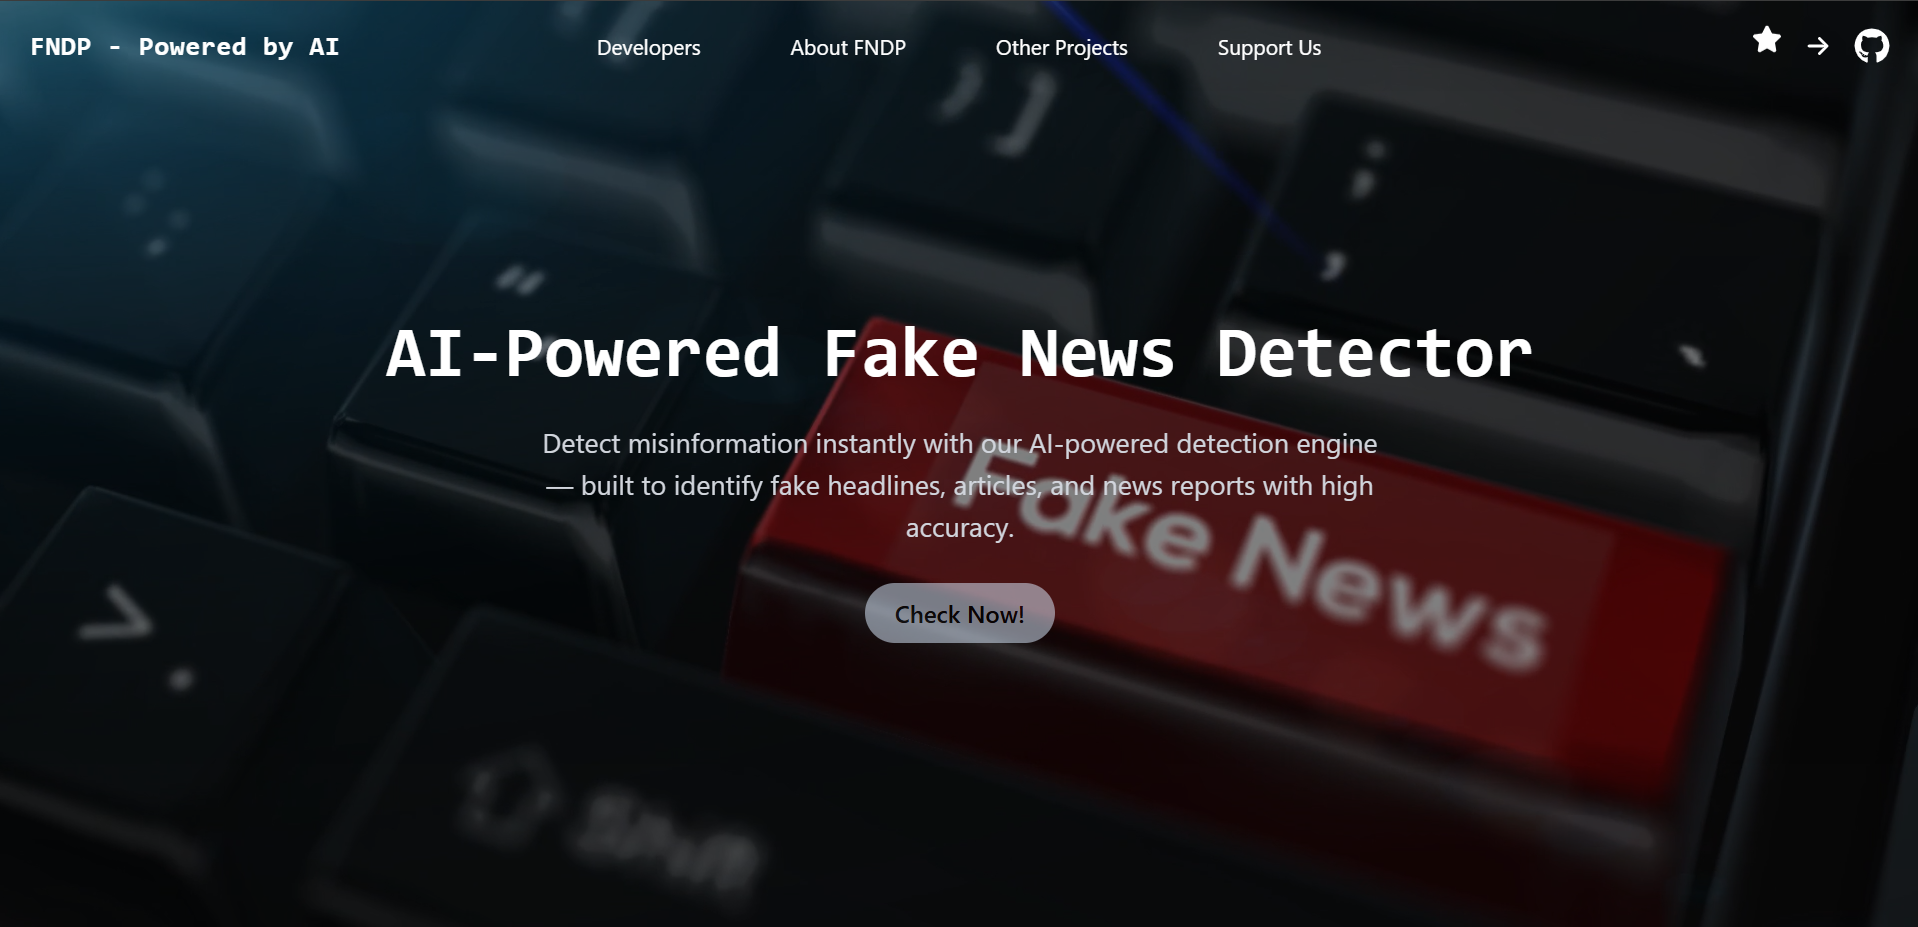 FNDP - Powered by AI
Developers
About FNDP
Other Projects
Support Us
AI-Powered Fake News Detector
Detect misinformation instantly with our AI-powered detection engine
— built to identify fake headlines, articles, and news reports with high
accuracy.
Check Now!
Fake News
Shift